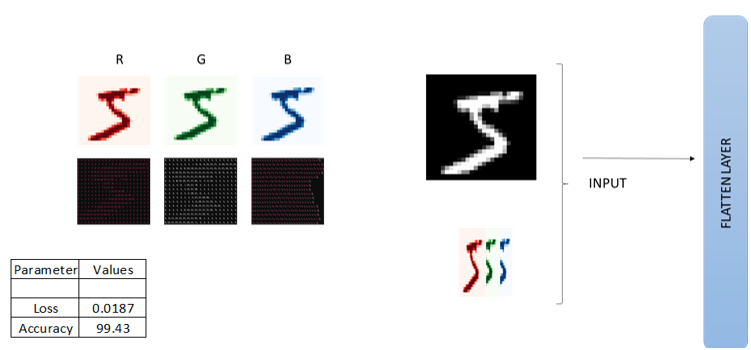 R G B
INPUT
FLATTEN LAYER
Parameter Values
Loss 0.0187
Accuracy 99.43